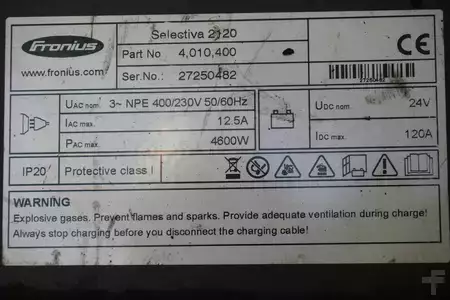 Fronius
Selectiva 2120
Part No 4,010,400
www.fronius.com
Ser.No.: 27250482
CE
27250482
UAC nom. 3~ NPE 400/230V 50/60Hz
IAC max. 12.5A
PAC max. 4600W
UDC nom. 24V
IDC max. 120A
IP20 Protective class I
WARNING
Explosive gases. Prevent flames and sparks. Provide adequate ventilation during charge!
Always stop charging before you disconnect the charging cable!